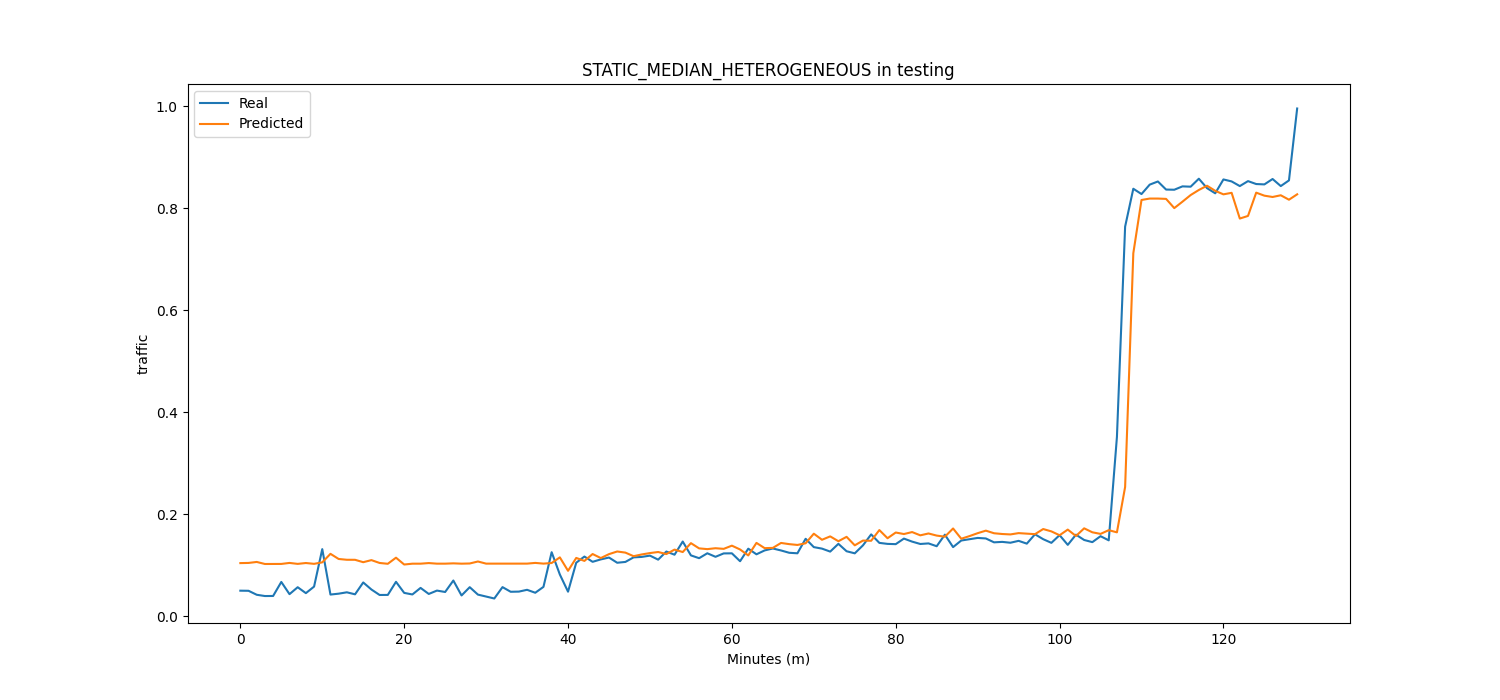 STATIC_MEDIAN_HETEROGENEOUS in testing
Real
Predicted
1.0
0.8
0.6
0.4
0.2
0.0
traffic
0 20 40 60 80 100 120
Minutes (m)